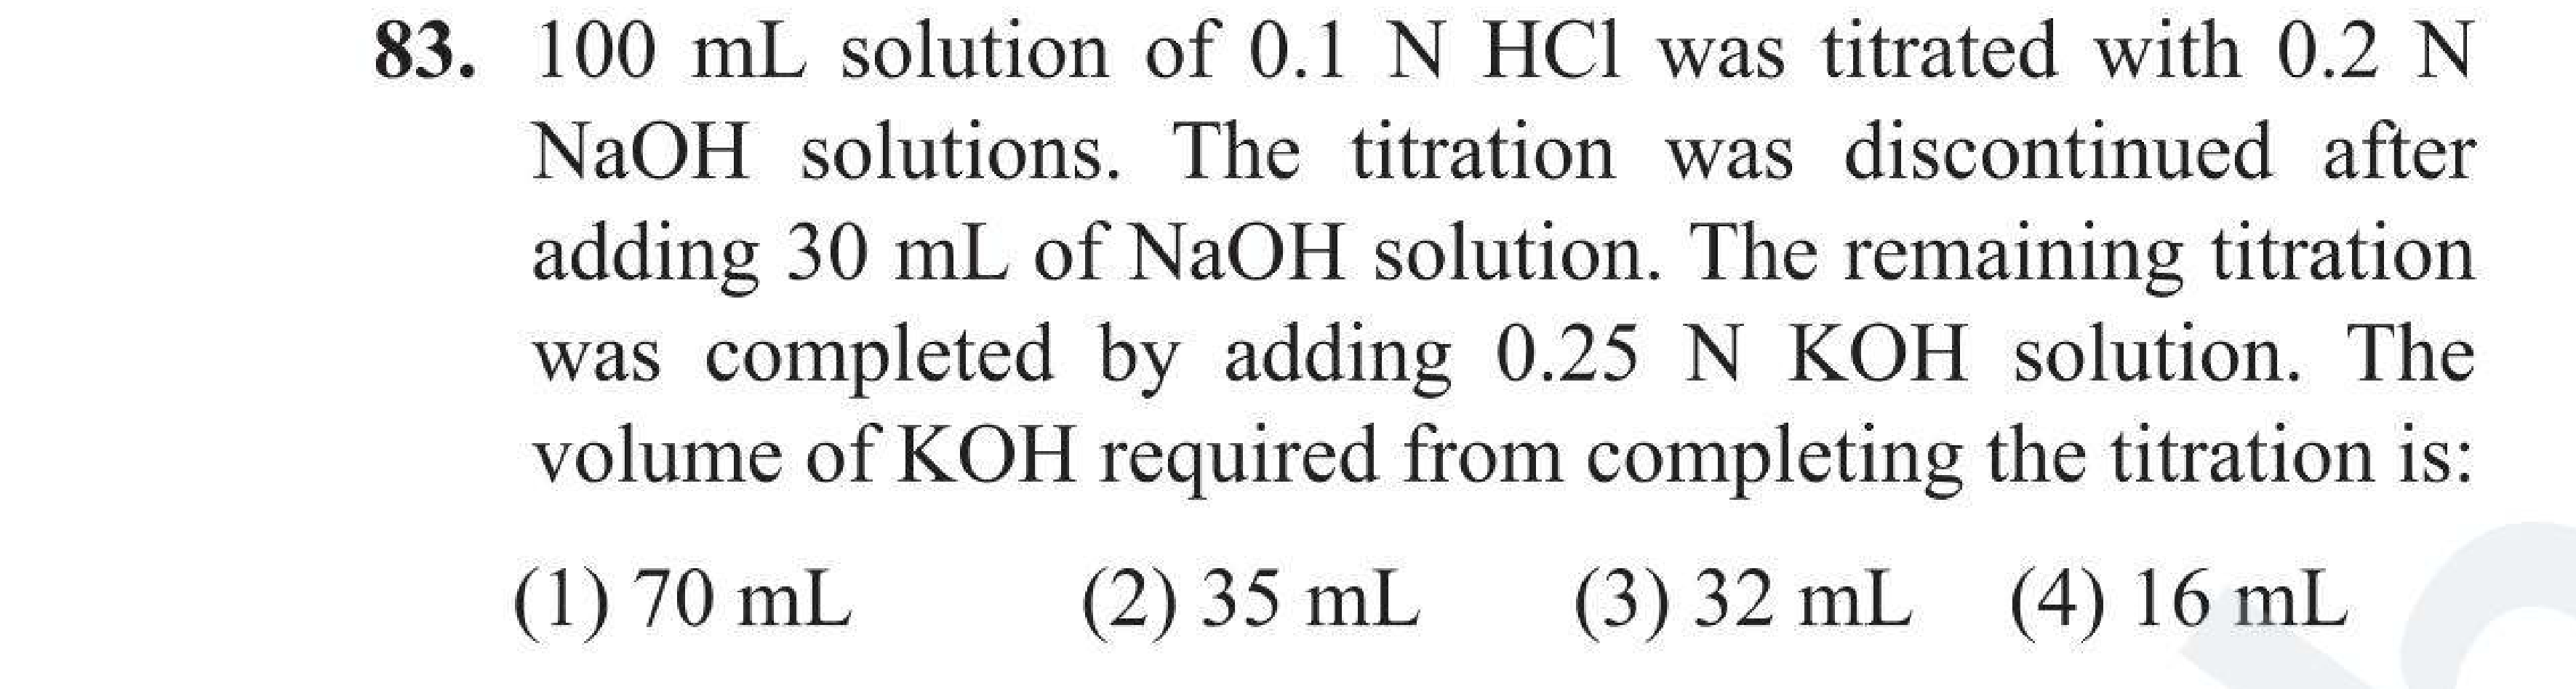 83. 100 mL solution of 0.1 N HCl was titrated with 0.2 N
NaOH solutions. The titration was discontinued after
adding 30 mL of NaOH solution. The remaining titration
was completed by adding 0.25 N KOH solution. The
volume of KOH required from completing the titration is:
(1) 70 mL (2) 35 mL (3) 32 mL (4) 16 mL